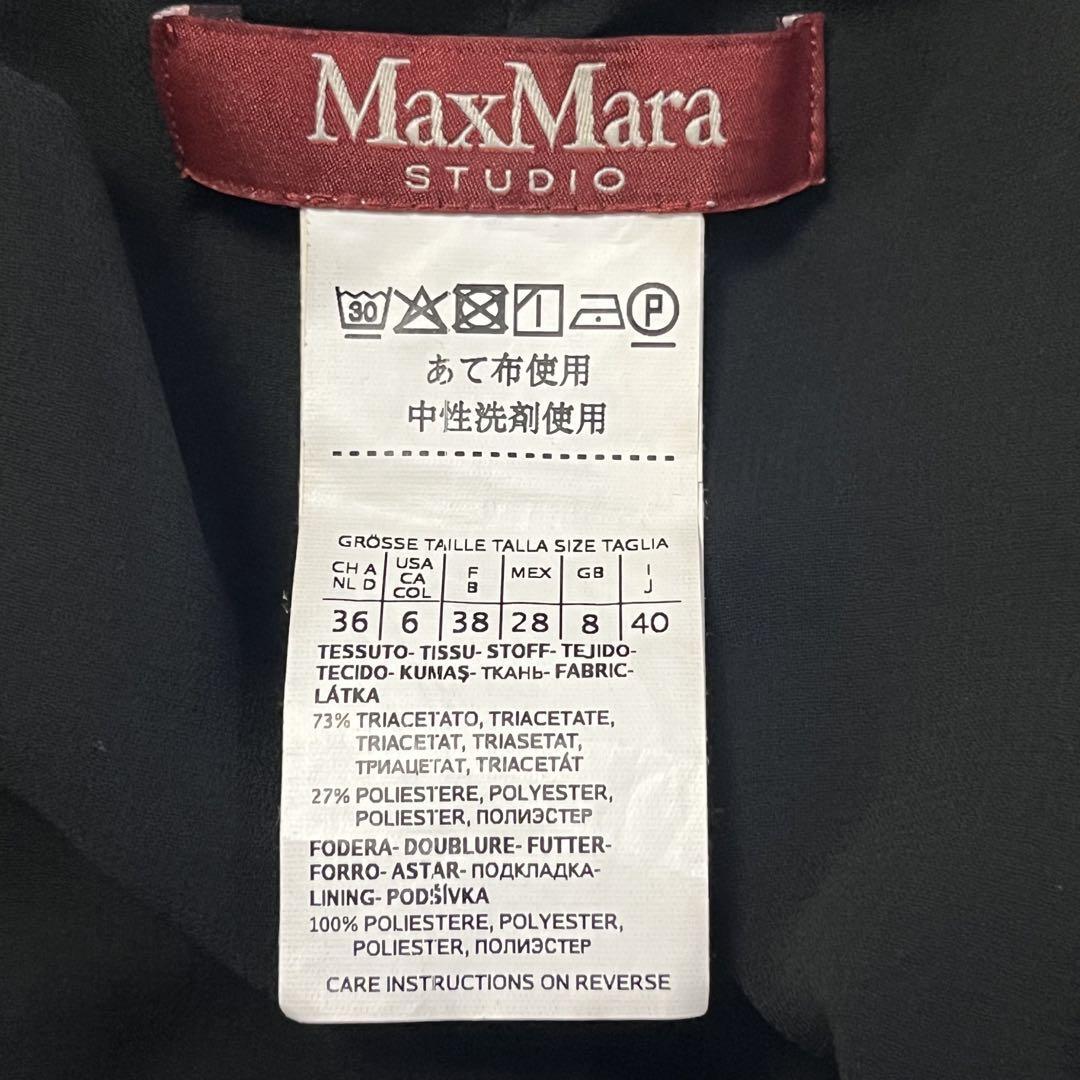 MaxMara
STUDIO
30 P
あて布使用
中性洗剤使用
GRÖSSE TAILLE TALLA SIZE TAGLIA
CH A NL D USA CA COL F B MEX GB I J
36 6 38 28 8 40
TESSUTO- TISSU- STOFF- TEJIDO-
TECIDO- KUMAŞ- ТКАНЬ- FABRIC-
LÁTKA
73% TRIACETATO, TRIACETATE,
TRIACETAT, TRIASETAT,
ТРИАЦЕТАТ, TRIACETÁT
27% POLIESTERE, POLYESTER,
POLIESTER, ПОЛИЭСТЕР
FODERA- DOUBLURE- FUTTER-
FORRO- ASTAR- ПОДКЛАДКА-
LINING- PODŠÍVKA
100% POLIESTERE, POLYESTER,
POLIESTER, ПОЛИЭСТЕР
CARE INSTRUCTIONS ON REVERSE